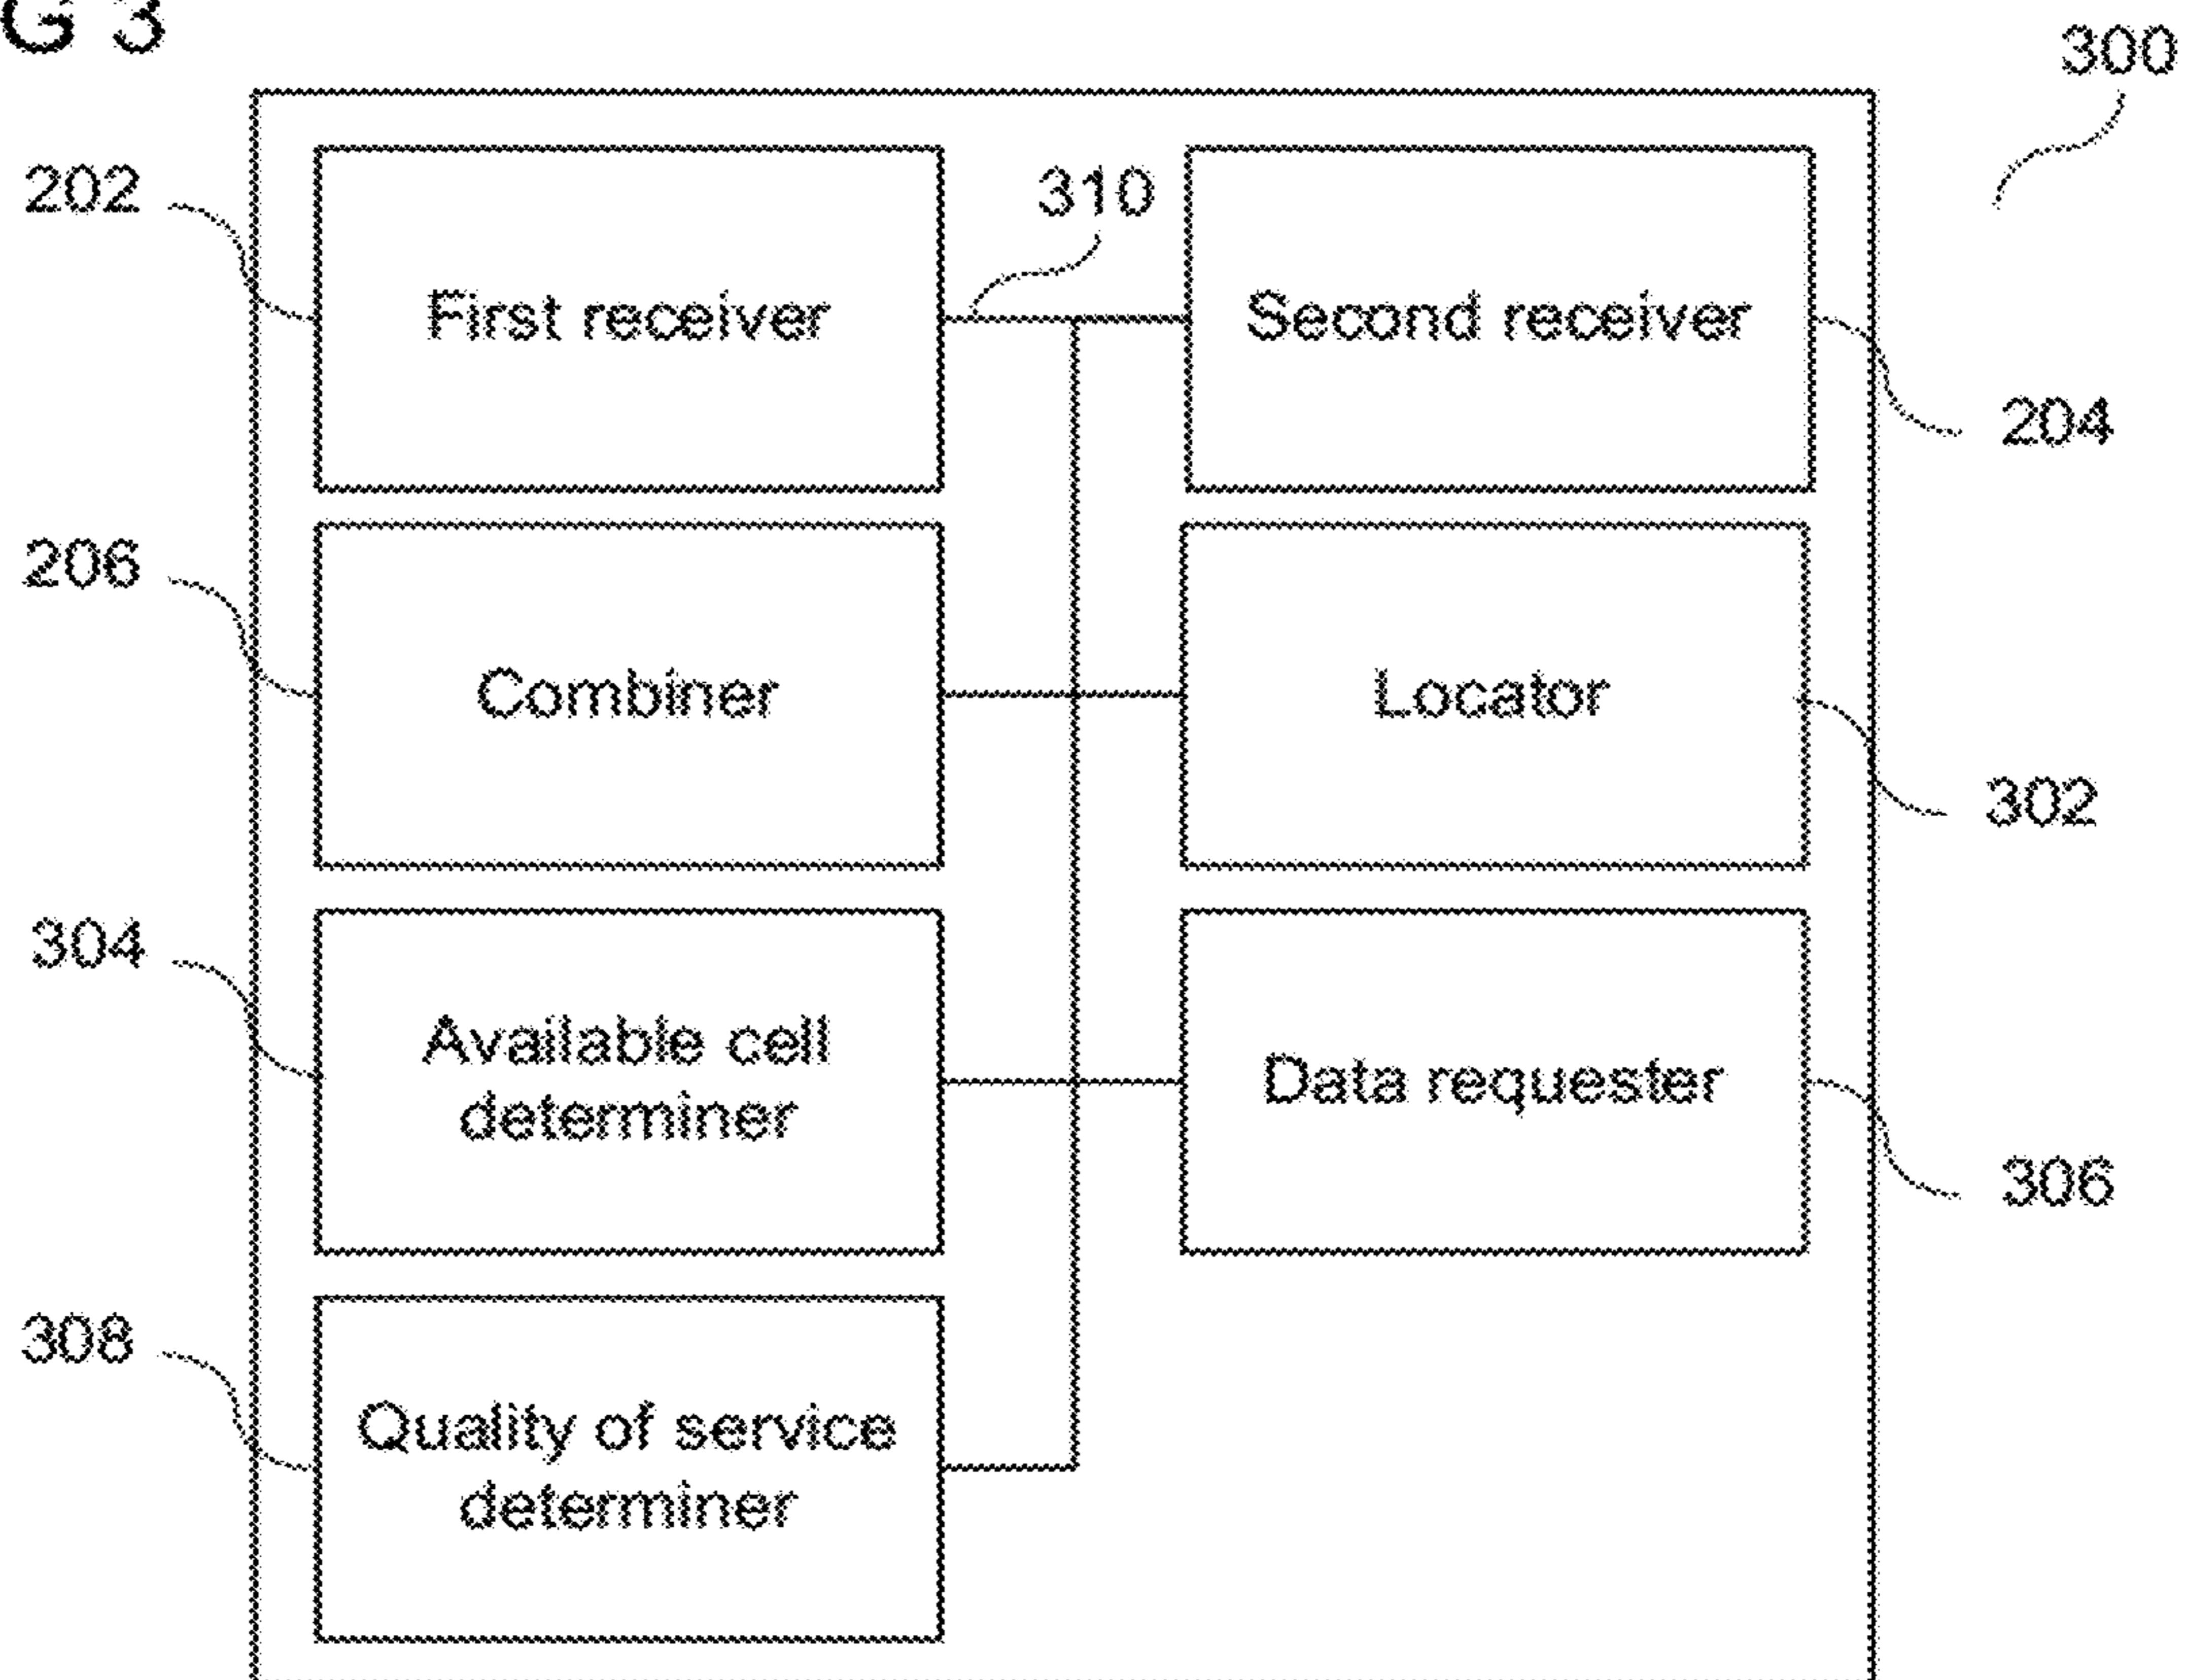 G 3
300
202
310
First receiver
Second receiver
204
206
Combiner
Locator
302
304
Available cell
determiner
Data requester
306
308
Quality of service
determiner